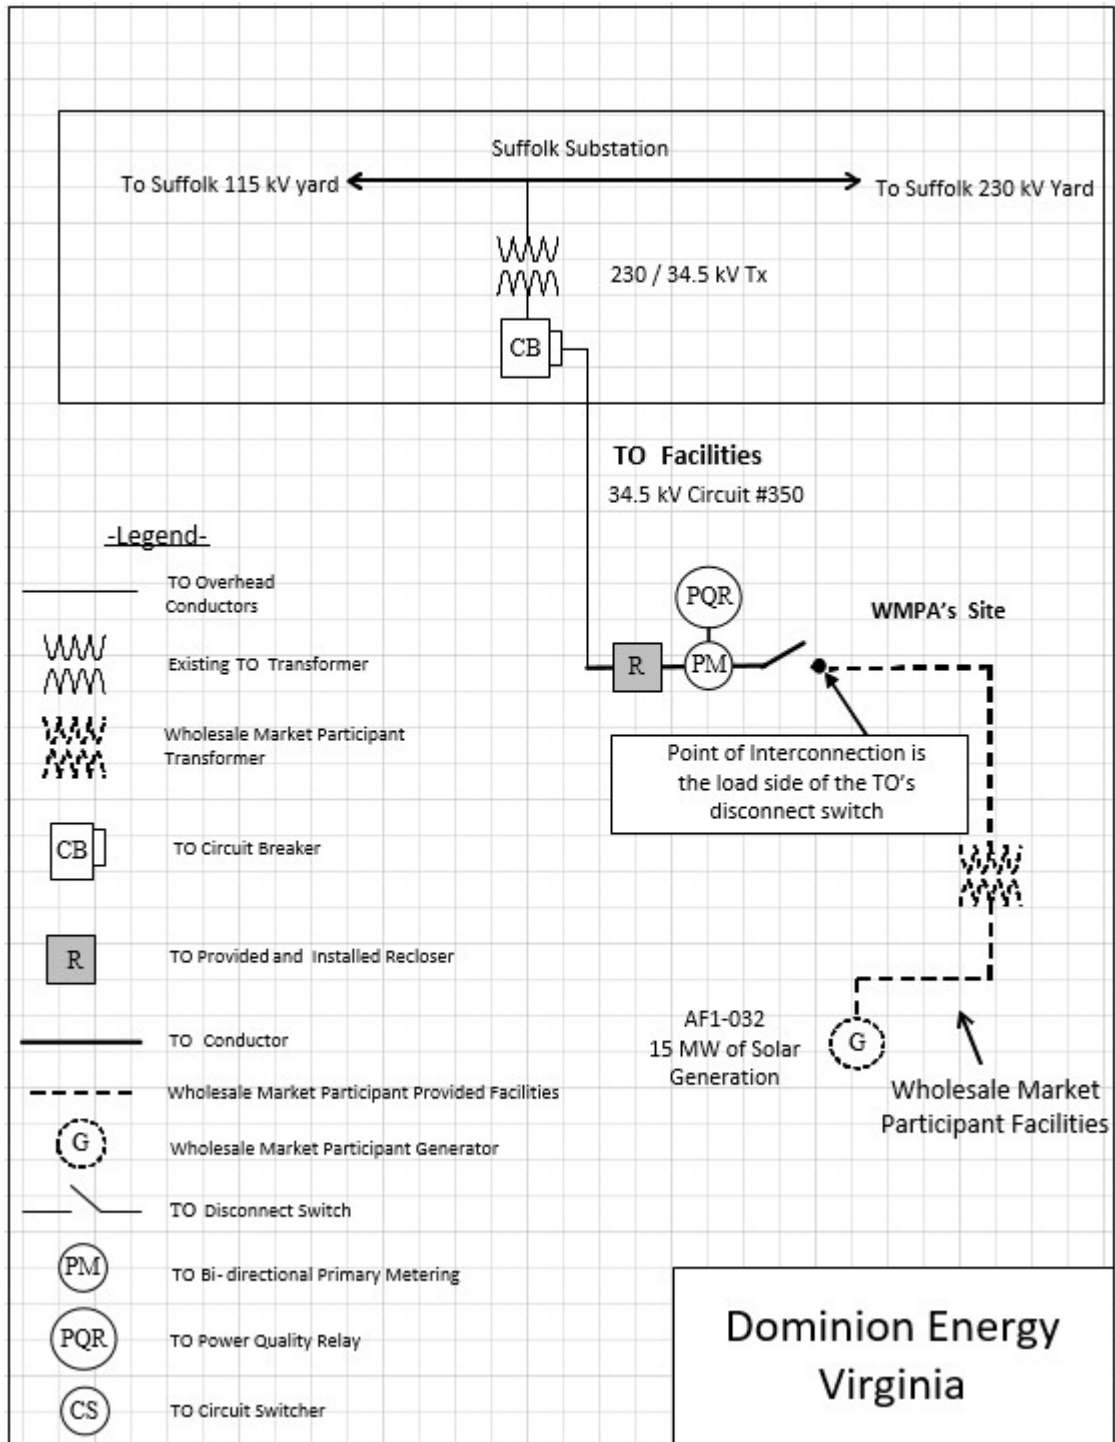 Suffolk Substation
To Suffolk 115 kV yard
To Suffolk 230 kV Yard
230 / 34.5 kV Tx
CB
TO Facilities
34.5 kV Circuit #350
PQR
WMPA's Site
R
PM
Point of Interconnection is
the load side of the TO's
disconnect switch
AF1-032
15 MW of Solar
Generation
G
Wholesale Market
Participant Facilities
-Legend-
TO Overhead
Conductors
Existing TO Transformer
Wholesale Market Participant
Transformer
CB
TO Circuit Breaker
R
TO Provided and Installed Recloser
TO Conductor
Wholesale Market Participant Provided Facilities
G
Wholesale Market Participant Generator
TO Disconnect Switch
PM
TO Bi-directional Primary Metering
PQR
TO Power Quality Relay
CS
TO Circuit Switcher
Dominion Energy
Virginia